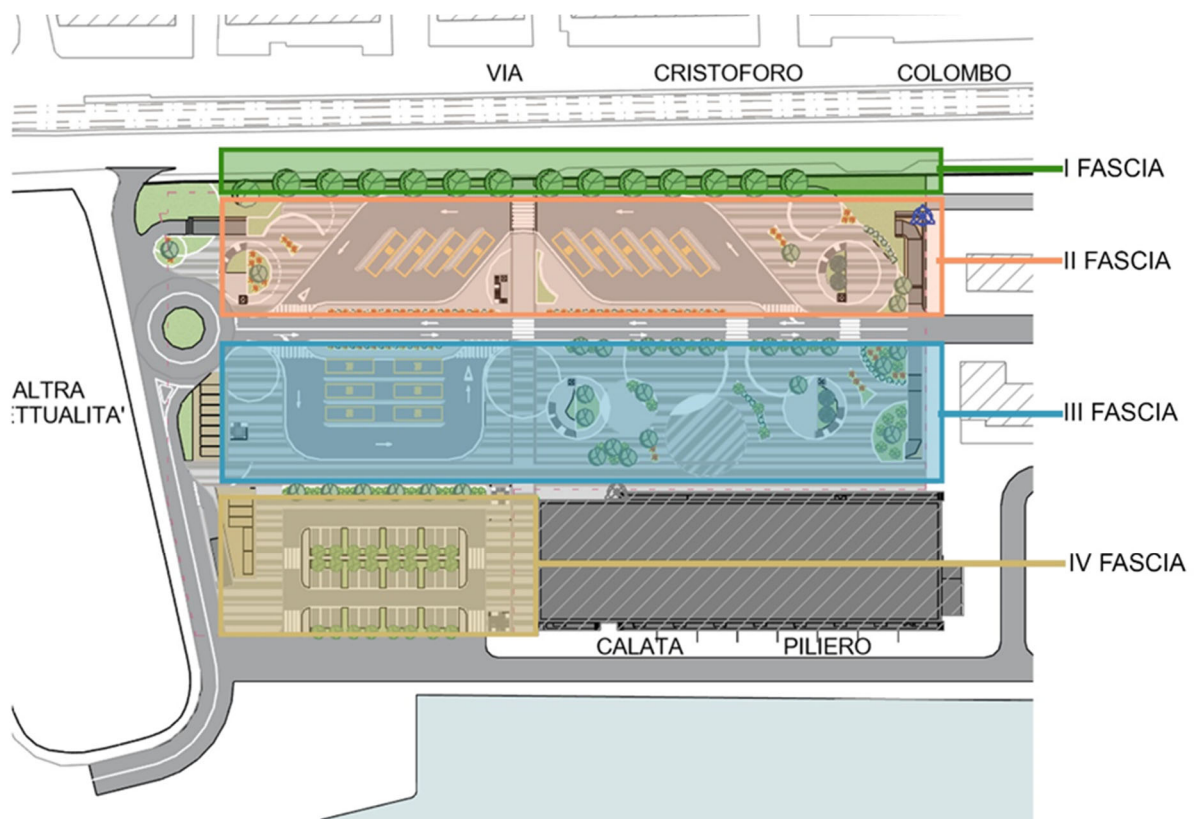 VIA CRISTOFORO COLOMBO
I FASCIA
II FASCIA
ALTRA
ETTUALITA'
III FASCIA
IV FASCIA
CALATA PILIERO